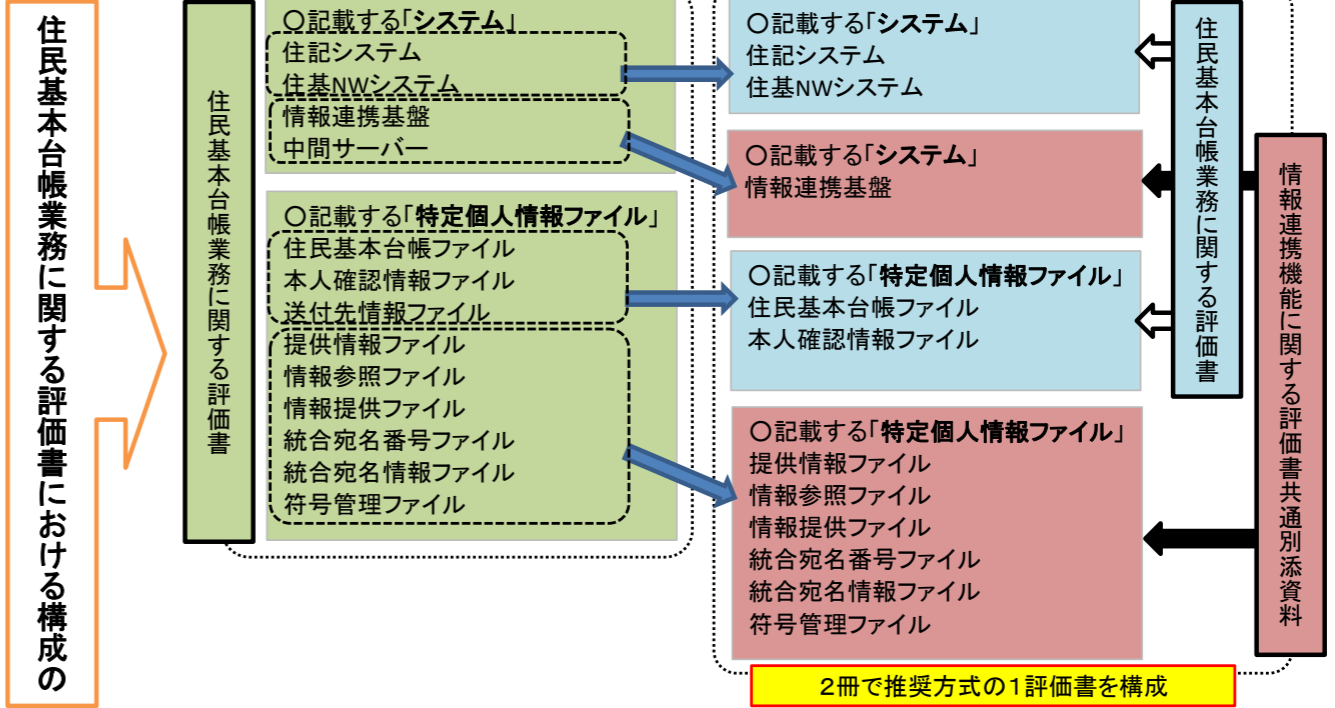 住民基本台帳業務に関する評価書における構成の
住民基本台帳業務に関する評価書
〇記載する「システム」
住記システム
住基NWシステム
情報連携基盤
中間サーバー
〇記載する「特定個人情報ファイル」
住民基本台帳ファイル
本人確認情報ファイル
送付先情報ファイル
提供情報ファイル
情報参照ファイル
情報提供ファイル
統合宛名番号ファイル
統合宛名情報ファイル
符号管理ファイル
〇記載する「システム」
住記システム
住基NWシステム
〇記載する「システム」
情報連携基盤
〇記載する「特定個人情報ファイル」
住民基本台帳ファイル
本人確認情報ファイル
〇記載する「特定個人情報ファイル」
提供情報ファイル
情報参照ファイル
情報提供ファイル
統合宛名番号ファイル
統合宛名情報ファイル
符号管理ファイル
住民基本台帳業務に関する評価書
情報連携機能に関する評価書共通別添資料
2冊で推奨方式の1評価書を構成